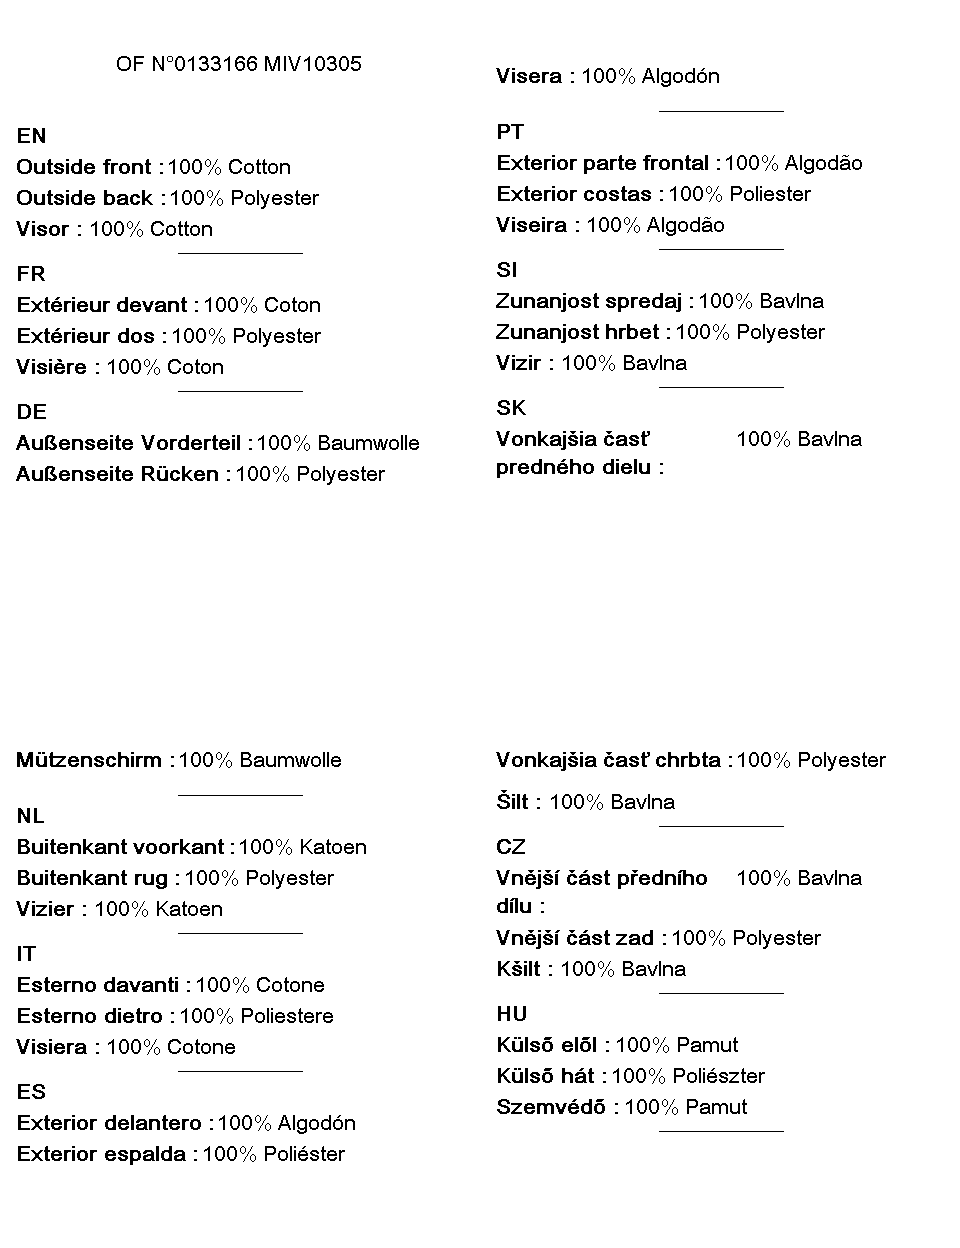 OF N°0133166 MIV10305
EN
Outside front : 100% Cotton
Outside back : 100% Polyester
Visor : 100% Cotton
FR
Extérieur devant : 100% Coton
Extérieur dos : 100% Polyester
Visière : 100% Coton
DE
Außenseite Vorderteil : 100% Baumwolle
Außenseite Rücken : 100% Polyester
Mützenschirm : 100% Baumwolle
NL
Buitenkant voorkant : 100% Katoen
Buitenkant rug : 100% Polyester
Vizier : 100% Katoen
IT
Esterno davanti : 100% Cotone
Esterno dietro : 100% Poliestere
Visiera : 100% Cotone
ES
Exterior delantero : 100% Algodón
Exterior espalda : 100% Poliéster
Visera : 100% Algodón
PT
Exterior parte frontal : 100% Algodão
Exterior costas : 100% Poliester
Viseira : 100% Algodão
SI
Zunanjost spredaj : 100% Bavlna
Zunanjost hrbet : 100% Polyester
Vizir : 100% Bavlna
SK
Vonkajšia časť 100% Bavlna
predného dielu :
Vonkajšia časť chrbta : 100% Polyester
Šilt : 100% Bavlna
CZ
Vnější část předního 100% Bavlna
dílu :
Vnější část zad : 100% Polyester
Kšilt : 100% Bavlna
HU
Külsõ elõl : 100% Pamut
Külsõ hát : 100% Poliészter
Szemvédõ : 100% Pamut